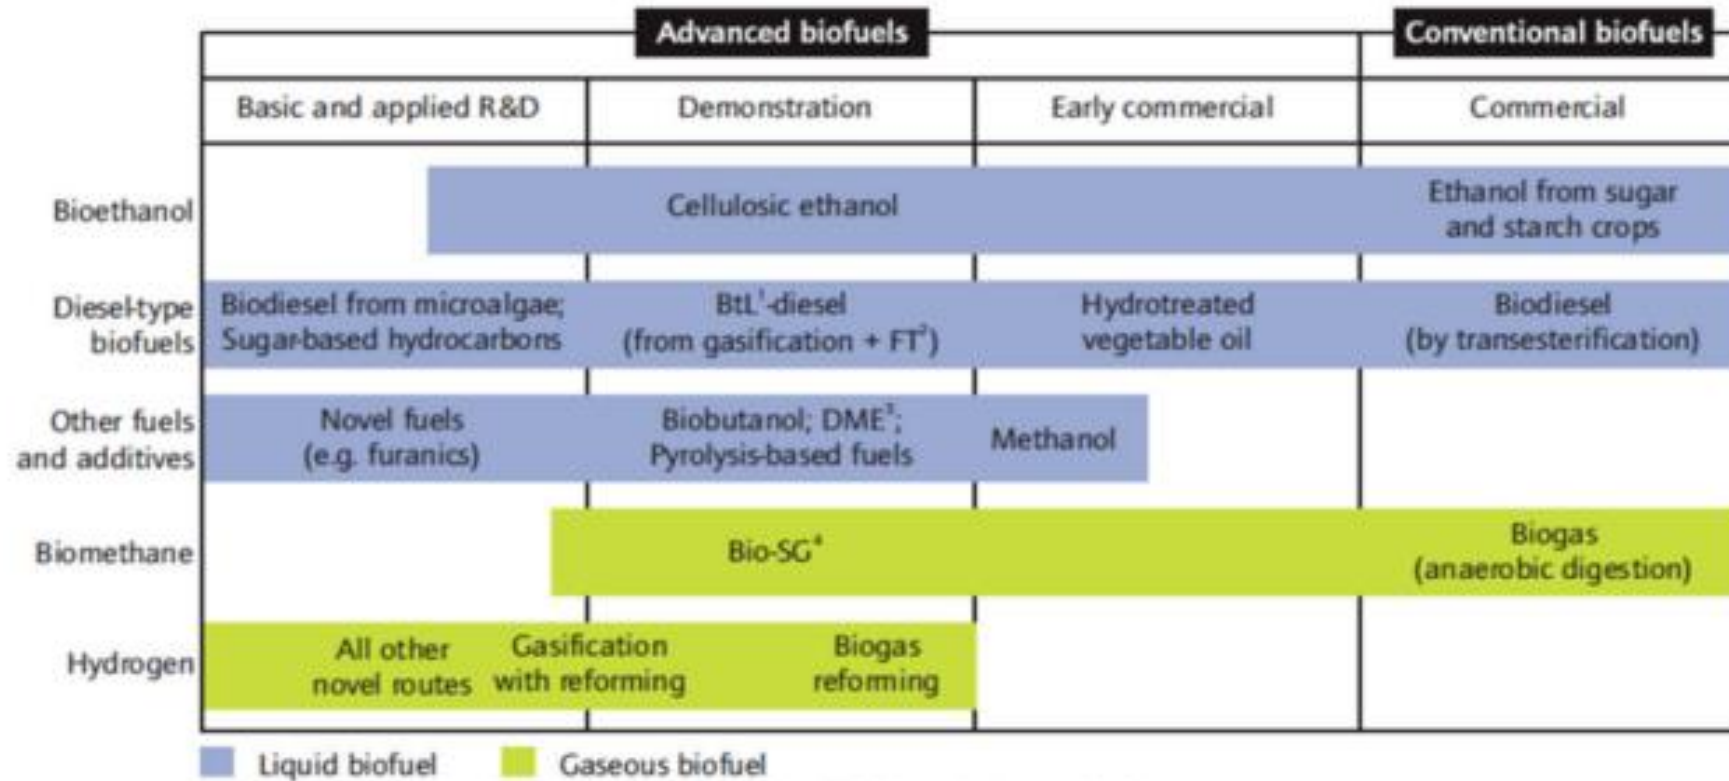 Advanced biofuels
Conventional biofuels
Basic and applied R&D
Demonstration
Early commercial
Commercial
Bioethanol
Cellulosic ethanol
Ethanol from sugar
and starch crops
Diesel-type
biofuels
Biodiesel from microalgae;
Sugar-based hydrocarbons
BtL¹-diesel
(from gasification + FT²)
Hydrotreated
vegetable oil
Biodiesel
(by transesterification)
Other fuels
and additives
Novel fuels
(e.g. furanics)
Biobutanol; DME³;
Pyrolysis-based fuels
Methanol
Biomethane
Bio-SG⁴
Biogas
(anaerobic digestion)
Hydrogen
All other
novel routes
Gasification
with reforming
Biogas
reforming
Liquid biofuel
Gaseous biofuel